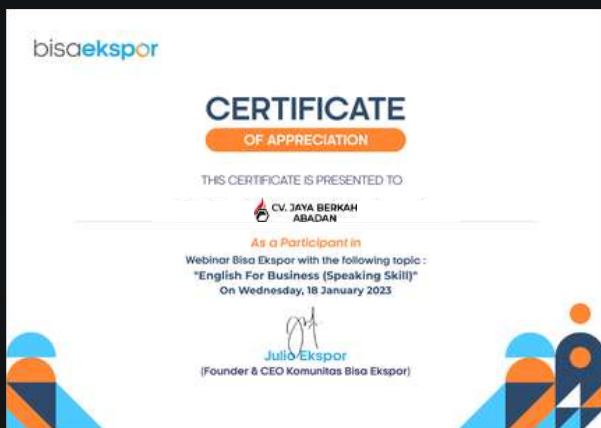 bisaekspor
CERTIFICATE
OF APPRECIATION
THIS CERTIFICATE IS PRESENTED TO
CV. JAYA BERKAH
ABADAN
As a Participant in
Webinar Bisa Ekspor with the following topic :
"English For Business (Speaking Skill)"
On Wednesday, 18 January 2023
Julio Ekspor
(Founder & CEO Komunitas Bisa Ekspor)